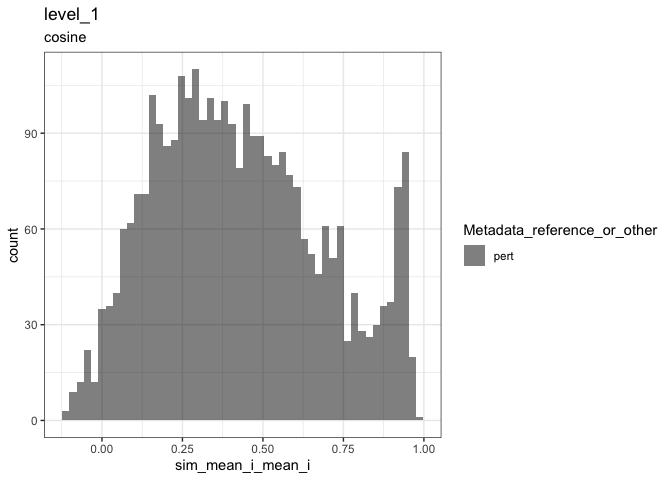 level_1
cosine
90
60
30
0
count
0.00 0.25 0.50 0.75 1.00
sim_mean_i_mean_i
Metadata_reference_or_other
pert